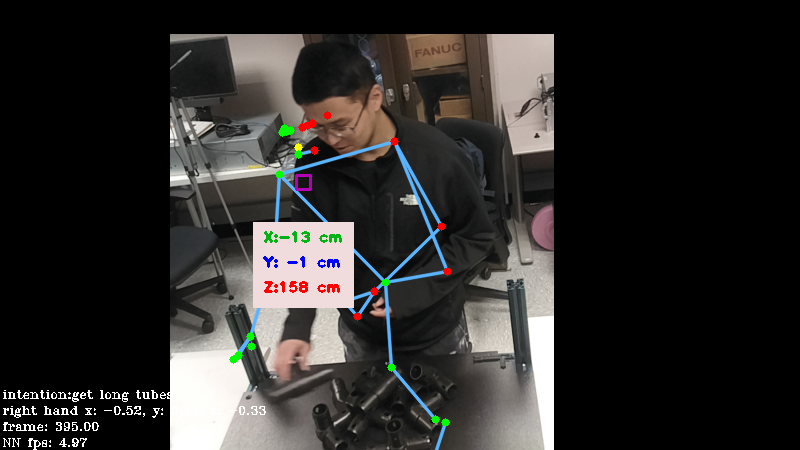 FANUC
X:-13 cm
Y: -1 cm
Z:158 cm
intention:get long tubes
right hand x: -0.52, y: -0.33
frame: 395.00
NN fps: 4.97